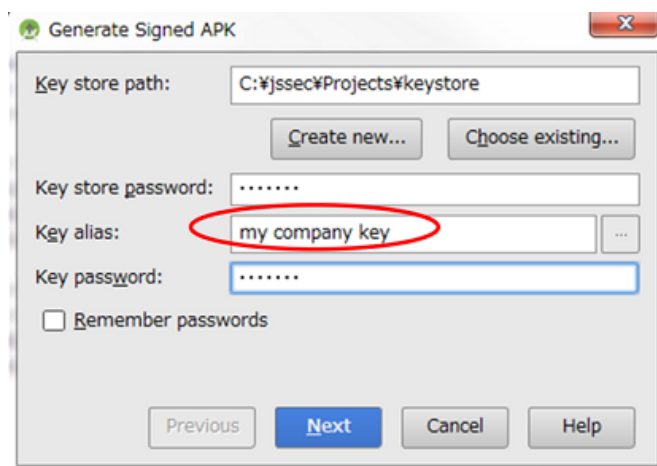 Generate Signed APK
Key store path: C:¥jssec¥Projects¥keystore
Create new... Choose existing...
Key store password: •••••••
Key alias: my company key ...
Key password: •••••••
Remember passwords
Previous Next Cancel Help